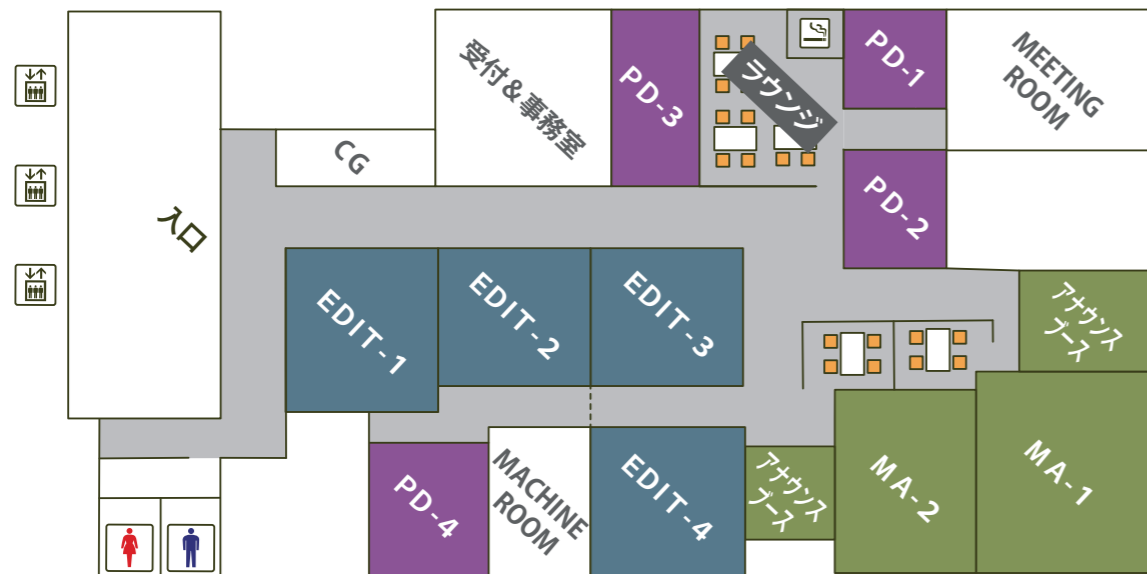 受付&事務室
PD-3
ラウンジ
PD-1
MEETING
ROOM
CG
PD-2
入口
EDIT-1
EDIT-2
EDIT-3
アナウンス
ブース
PD-4
MACHINE
ROOM
EDIT-4
アナウンス
ブース
MA-2
MA-1